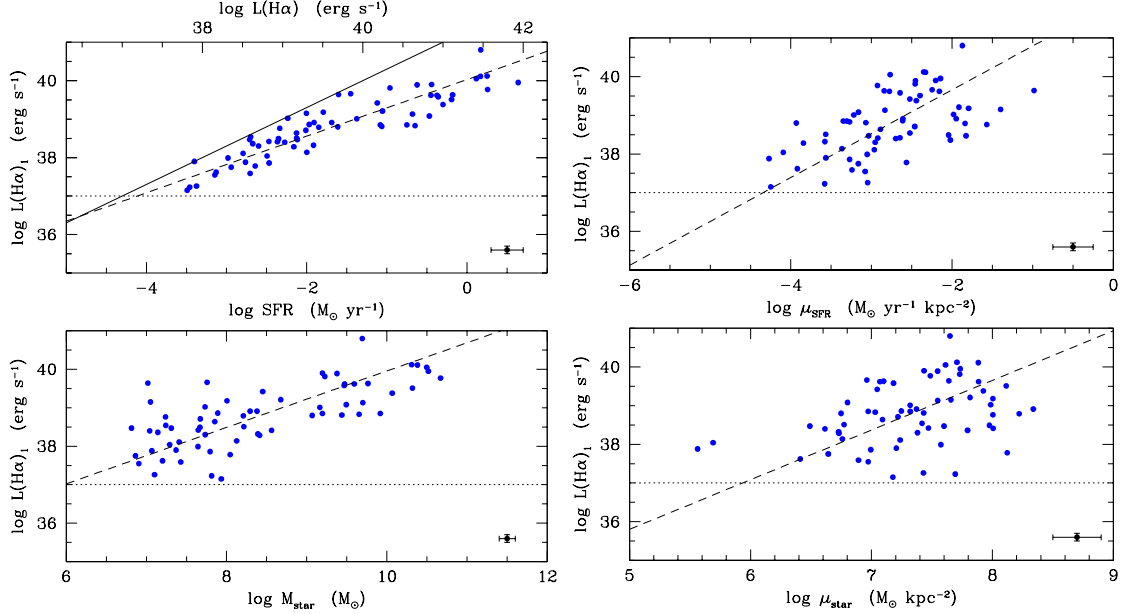 log L(Hα) (erg s⁻¹)
38 40 42
40
38
36
log L(Hα)₁ (erg s⁻¹)
-4 -2 0
log SFR (M☉ yr⁻¹)
40
38
36
log L(Hα)₁ (erg s⁻¹)
-6 -4 -2 0
log μSFR (M☉ yr⁻¹ kpc⁻²)
40
38
36
log L(Hα)₁ (erg s⁻¹)
6 8 10 12
log Mstar (M☉)
40
38
36
log L(Hα)₁ (erg s⁻¹)
5 6 7 8 9
log μstar (M☉ kpc⁻²)